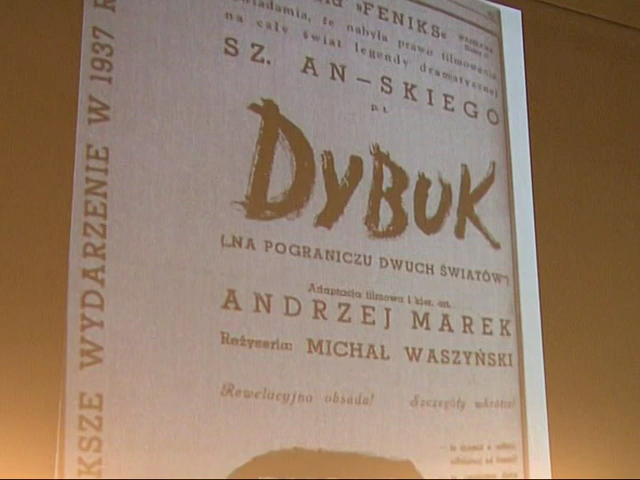 KSZE WYDARZENIE W 1937 R
»FENIKS«
że nabyła prawo filmowania
na cały świat legendy dramatycznej
SZ. AN-SKIEGO
p.t.
DYBUK
(„NA POGRANICZU DWUCH ŚWIATÓW")
Adaptacja filmowa i kier. art.
ANDRZEJ MAREK
Reżyseria: MICHAŁ WASZYŃSKI
Rewelacyjna obsada! Szczegóły wkrótce!